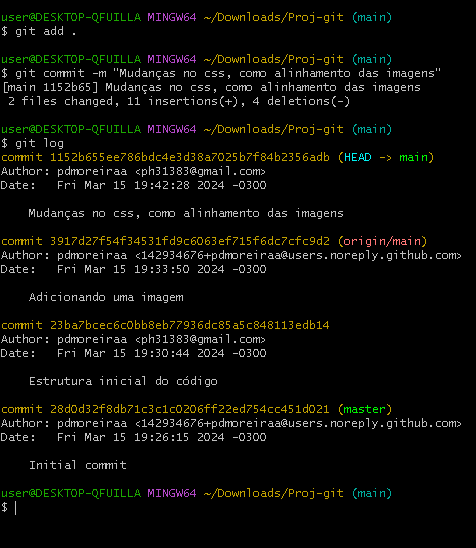 user@DESKTOP-QFUILLA MINGW64 ~/Downloads/Proj-git (main)
$ git add .
user@DESKTOP-QFUILLA MINGW64 ~/Downloads/Proj-git (main)
$ git commit -m "Mudanças no css, como alinhamento das imagens"
[main 1152b65] Mudanças no css, como alinhamento das imagens
2 files changed, 11 insertions(+), 4 deletions(-)
user@DESKTOP-QFUILLA MINGW64 ~/Downloads/Proj-git (main)
$ git log
commit 1152b655ee786bdc4e3d38a7025b7f84b2356adb (HEAD -> main)
Author: pdmoreiraa <ph31383@gmail.com>
Date:   Fri Mar 15 19:42:28 2024 -0300
Mudanças no css, como alinhamento das imagens
commit 3917d27f54f34531fd9c6063ef715f6dc7cfc9d2 (origin/main)
Author: pdmoreiraa <142934676+pdmoreiraa@users.noreply.github.com>
Date:   Fri Mar 15 19:33:50 2024 -0300
Adicionando uma imagem
commit 23ba7bcec6c0bb8eb77936dc85a5c848113edb14
Author: pdmoreiraa <ph31383@gmail.com>
Date:   Fri Mar 15 19:30:44 2024 -0300
Estrutura inicial do código
commit 28d0d32f8db71c3c1c0206ff22ed754cc451d021 (master)
Author: pdmoreiraa <142934676+pdmoreiraa@users.noreply.github.com>
Date:   Fri Mar 15 19:26:15 2024 -0300
Initial commit
user@DESKTOP-QFUILLA MINGW64 ~/Downloads/Proj-git (main)
$